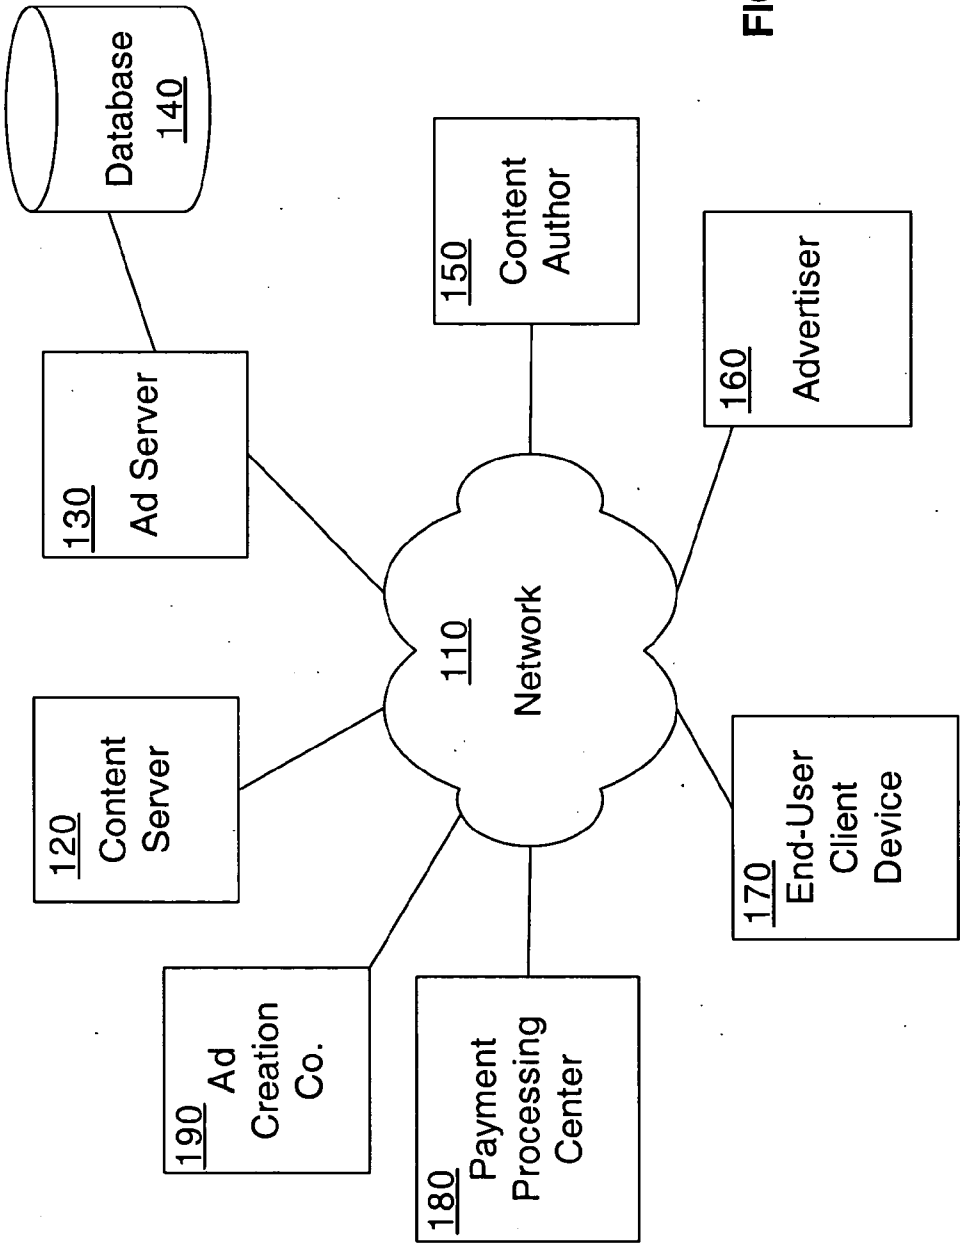 120
Content
Server
130
Ad Server
Database
140
190
Ad
Creation
Co.
110
Network
150
Content
Author
180
Payment
Processing
Center
170
End-User
Client
Device
160
Advertiser